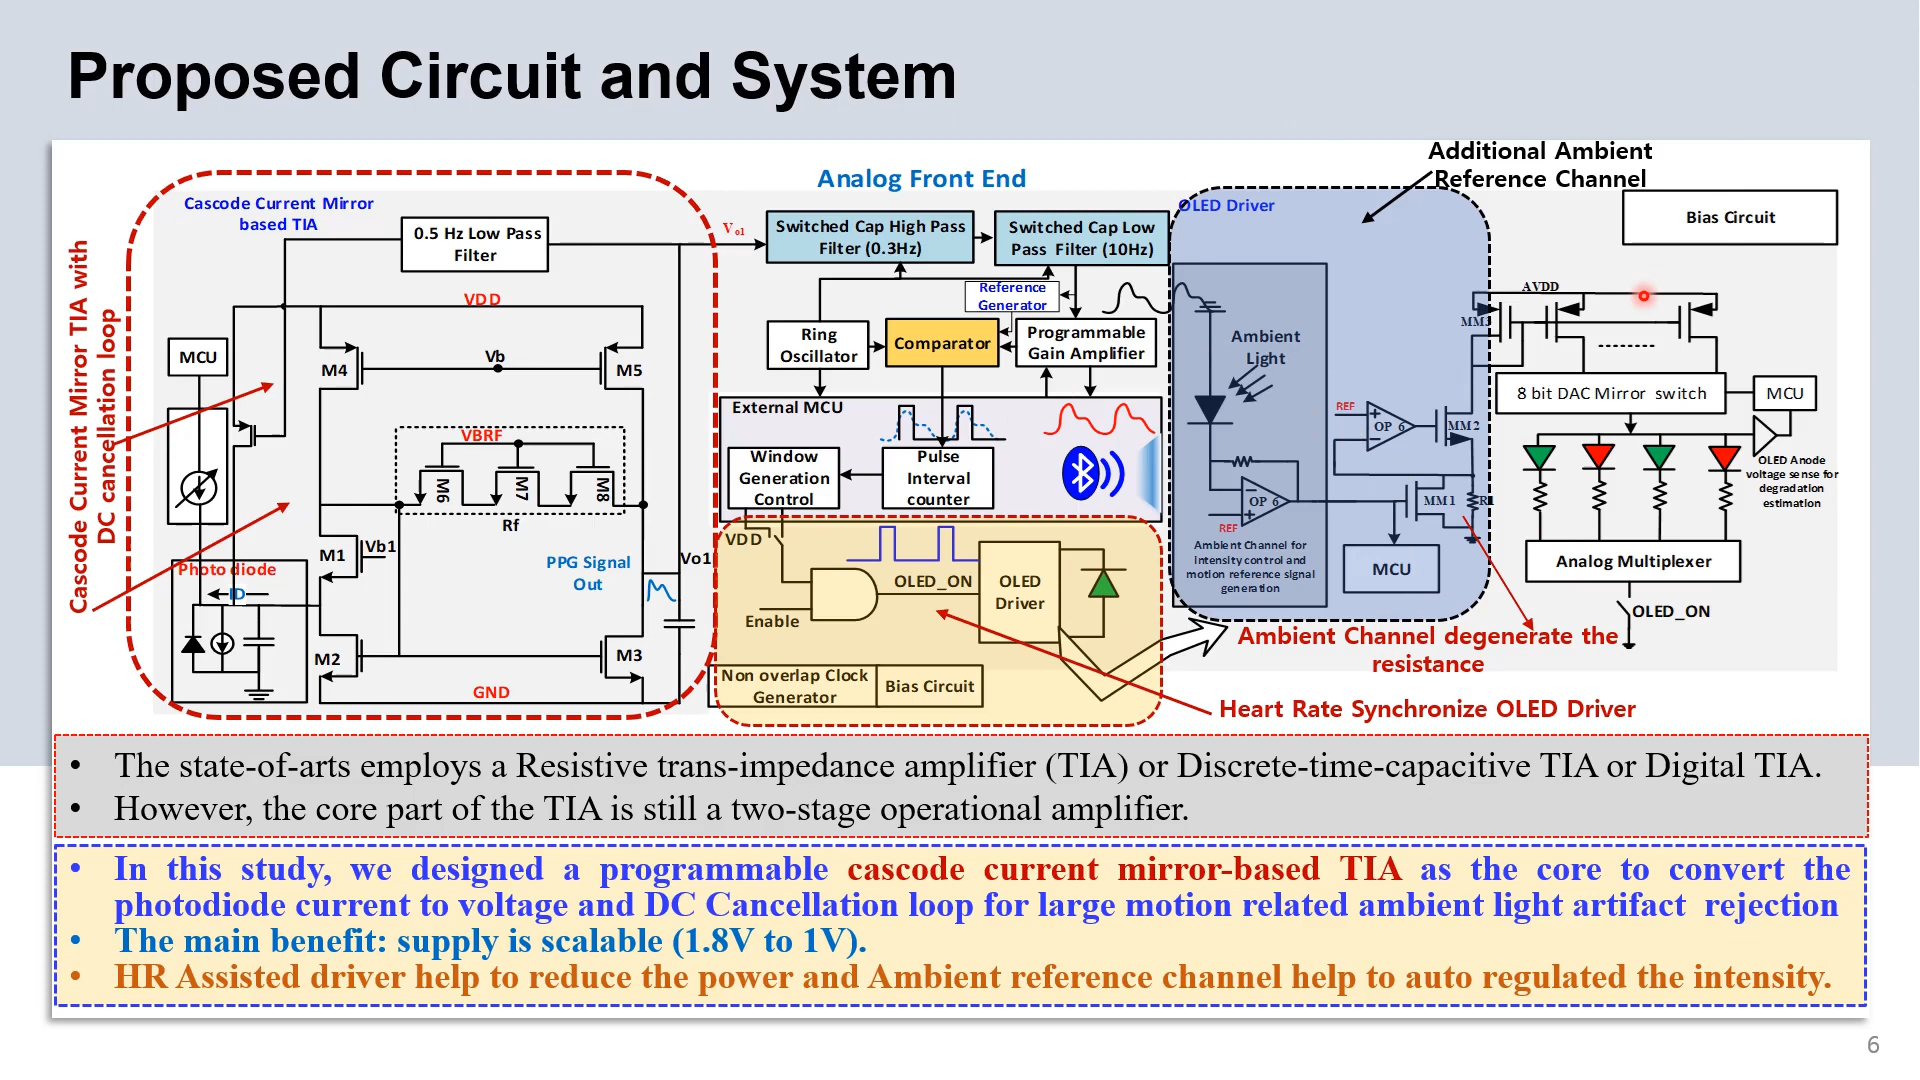 Proposed Circuit and System
Additional Ambient
Reference Channel
Analog Front End
Cascode Current Mirror TIA with
DC cancellation loop
Cascode Current Mirror
based TIA
0.5 Hz Low Pass
Filter
VDD
MCU
M4
Vb
M5
VBRF
M6
M7
M8
Rf
M1
Vb1
Photo diode
ID
PPG Signal
Out
Vo1
M2
M3
GND
Vo1
Switched Cap High Pass
Filter (0.3Hz)
Switched Cap Low
Pass Filter (10Hz)
Reference
Generator
Ring
Oscillator
Comparator
Programmable
Gain Amplifier
External MCU
Window
Generation
Control
Pulse
Interval
counter
VDD
OLED_ON
OLED
Driver
Enable
Non overlap Clock
Generator
Bias Circuit
OLED Driver
Ambient
Light
REF
OP 6
MM2
OP 6
REF
MM1
R1
Ambient Channel for
intensity control and
motion reference signal
generation
MCU
Bias Circuit
AVDD
MM3
8 bit DAC Mirror switch
MCU
OLED Anode
voltage sense for
degradation
estimation
Analog Multiplexer
OLED_ON
Ambient Channel degenerate the
resistance
Heart Rate Synchronize OLED Driver
• The state-of-arts employs a Resistive trans-impedance amplifier (TIA) or Discrete-time-capacitive TIA or Digital TIA.
• However, the core part of the TIA is still a two-stage operational amplifier.
• In this study, we designed a programmable cascode current mirror-based TIA as the core to convert the
photodiode current to voltage and DC Cancellation loop for large motion related ambient light artifact rejection
• The main benefit: supply is scalable (1.8V to 1V).
• HR Assisted driver help to reduce the power and Ambient reference channel help to auto regulated the intensity.
6